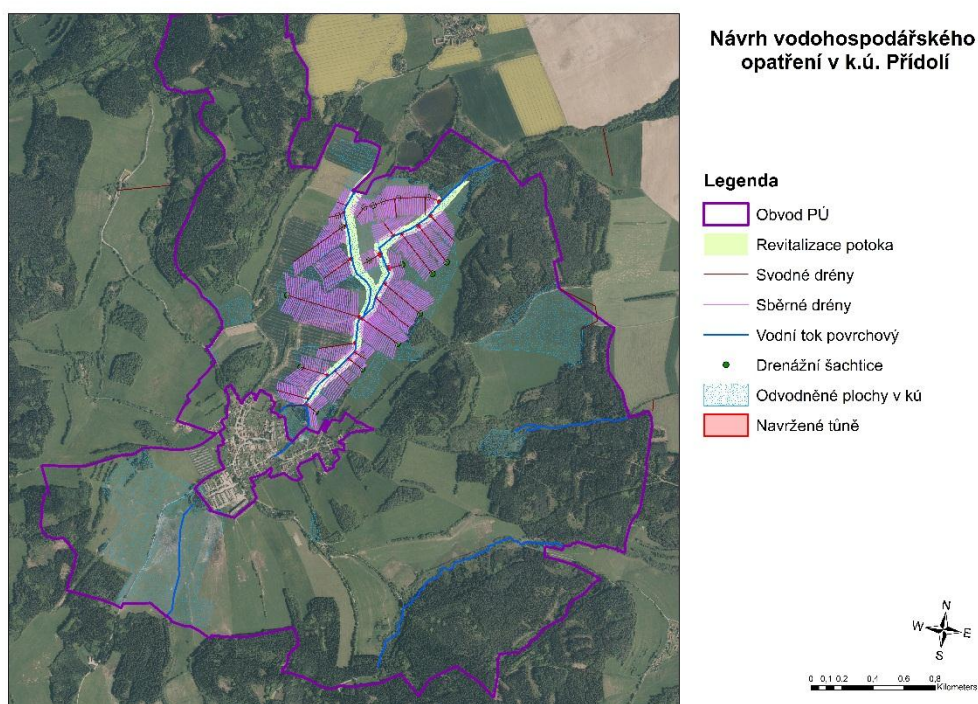 Návrh vodohospodářského
opatření v k.ú. Přídolí
Legenda
Obvod PÚ
Revitalizace potoka
Svodné drény
Sběrné drény
Vodní tok povrchový
Drenážní šachtice
Odvodněné plochy v kú
Navržené tůně
N
W E
S
0 0,1 0,2 0,4 0,6 0,8
Kilometers